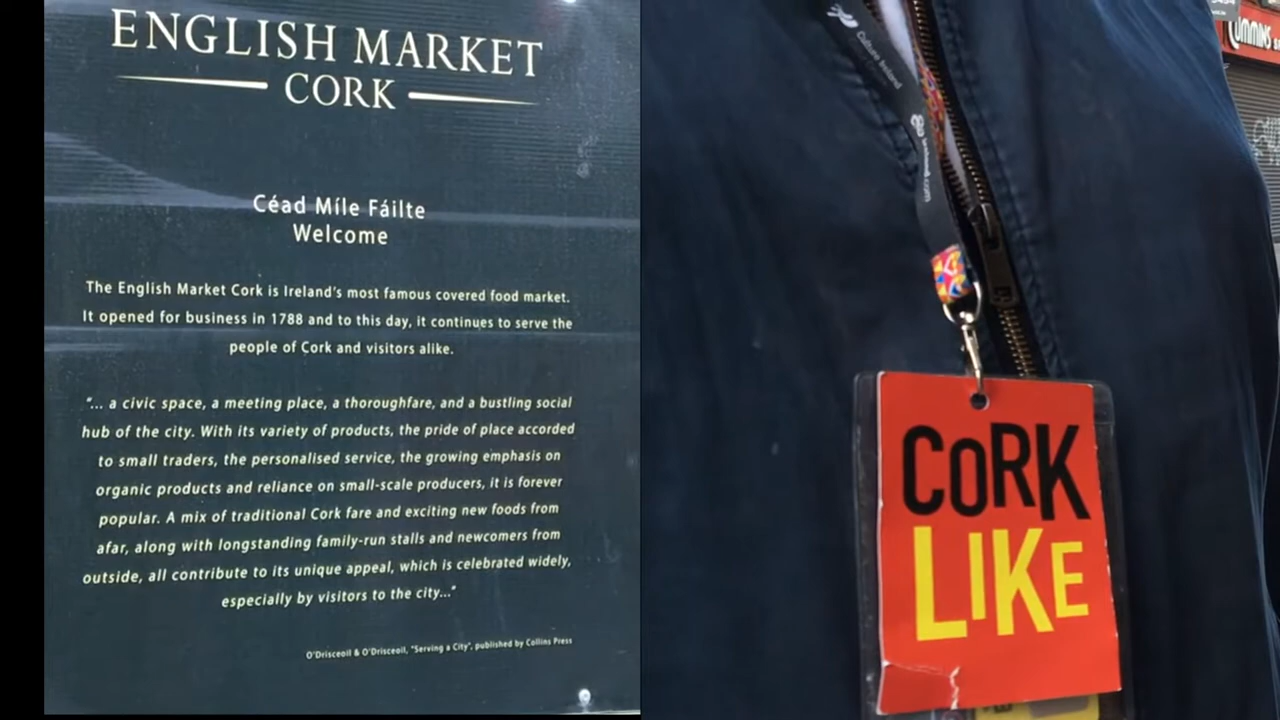 ENGLISH MARKET
CORK
Céad Míle Fáilte
Welcome
The English Market Cork is Ireland's most famous covered food market.
It opened for business in 1788 and to this day, it continues to serve the
people of Cork and visitors alike.
"... a civic space, a meeting place, a thoroughfare, and a bustling social
hub of the city. With its variety of products, the pride of place accorded
to small traders, the personalised service, the growing emphasis on
organic products and reliance on small-scale producers, it is forever
popular. A mix of traditional Cork fare and exciting new foods from
afar, along with longstanding family-run stalls and newcomers from
outside, all contribute to its unique appeal, which is celebrated widely,
especially by visitors to the city..."
O'Drisceoil & O'Drisceoil, "Serving a City", published by Collins Press
Culture Ireland
CORK
LIKE
CUMMINS